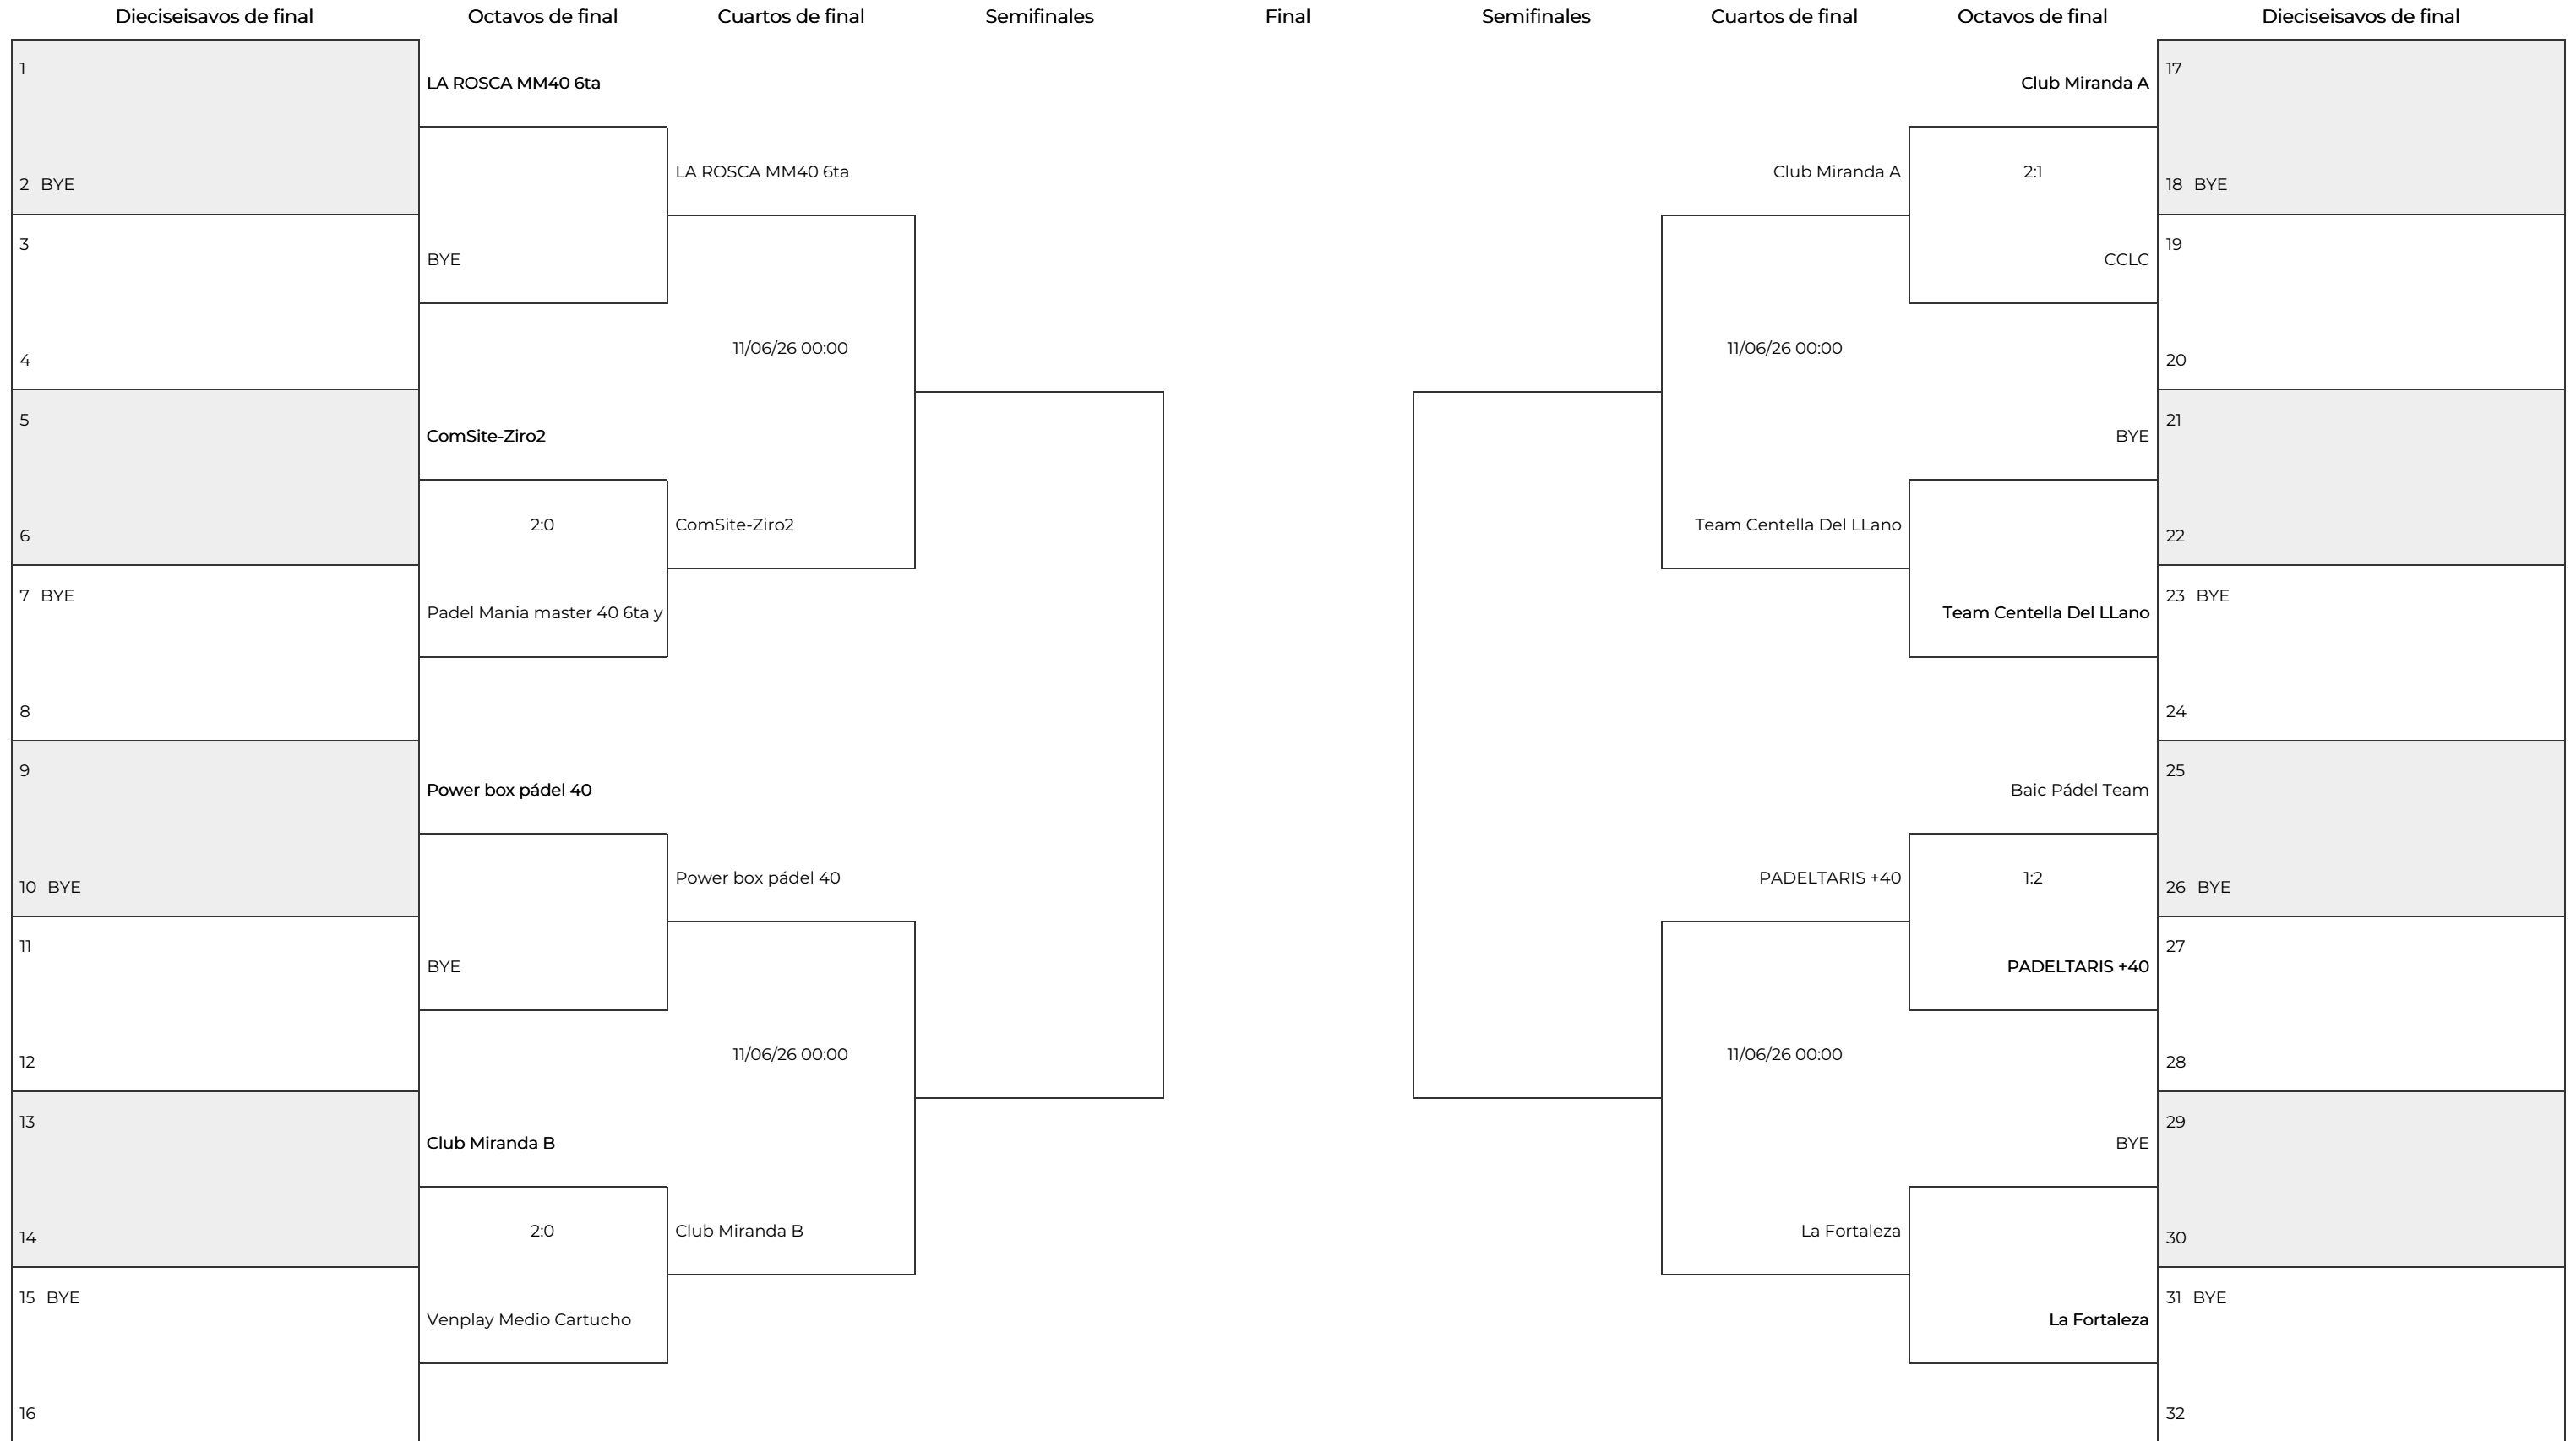 Dieciseisavos de final
Octavos de final
Cuartos de final
Semifinales
Final
Semifinales
Cuartos de final
Octavos de final
Dieciseisavos de final
1
2 BYE
3
4
5
6
7 BYE
8
9
10 BYE
11
12
13
14
15 BYE
16
LA ROSCA MM40 6ta
BYE
ComSite-Ziro2
2:0
Padel Mania master 40 6ta y
Power box pádel 40
BYE
Club Miranda B
2:0
Venplay Medio Cartucho
LA ROSCA MM40 6ta
11/06/26 00:00
ComSite-Ziro2
Power box pádel 40
11/06/26 00:00
Club Miranda B
Club Miranda A
11/06/26 00:00
Team Centella Del LLano
PADELTARIS +40
11/06/26 00:00
La Fortaleza
Club Miranda A
2:1
CCLC
BYE
Team Centella Del LLano
Baic Pádel Team
1:2
PADELTARIS +40
BYE
La Fortaleza
17
18 BYE
19
20
21
22
23 BYE
24
25
26 BYE
27
28
29
30
31 BYE
32